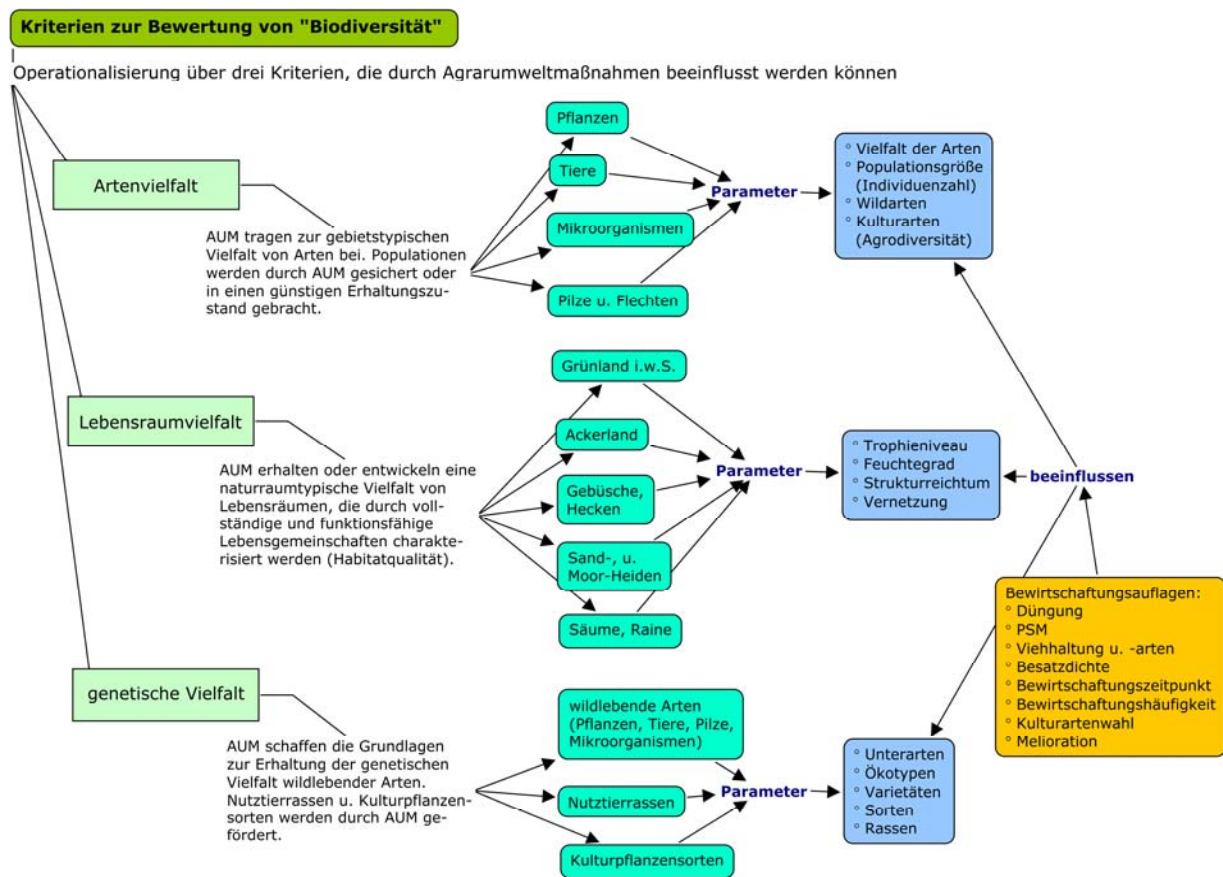 Kriterien zur Bewertung von "Biodiversität"
Operationalisierung über drei Kriterien, die durch Agrarumweltmaßnahmen beeinflusst werden können
Artenvielfalt
AUM tragen zur gebietstypischen
Vielfalt von Arten bei. Populationen
werden durch AUM gesichert oder
in einen günstigen Erhaltungszu-
stand gebracht.
Pflanzen
Tiere
Mikroorganismen
Pilze u. Flechten
Parameter
° Vielfalt der Arten
° Populationsgröße
(Individuenzahl)
° Wildarten
° Kulturarten
(Agrodiversität)
Lebensraumvielfalt
AUM erhalten oder entwickeln eine
naturraumtypische Vielfalt von
Lebensräumen, die durch voll-
ständige und funktionsfähige
Lebensgemeinschaften charakte-
risiert werden (Habitatqualität).
Grünland i.w.S.
Ackerland
Gebüsche,
Hecken
Sand-, u.
Moor-Heiden
Säume, Raine
Parameter
° Trophieniveau
° Feuchtegrad
° Strukturreichtum
° Vernetzung
beeinflussen
Bewirtschaftungsauflagen:
° Düngung
° PSM
° Viehhaltung u. -arten
° Besatzdichte
° Bewirtschaftungszeitpunkt
° Bewirtschaftungshäufigkeit
° Kulturartenwahl
° Melioration
genetische Vielfalt
AUM schaffen die Grundlagen
zur Erhaltung der genetischen
Vielfalt wildlebender Arten.
Nutztierrassen u. Kulturpflanzen-
sorten werden durch AUM ge-
fördert.
wildlebende Arten
(Pflanzen, Tiere, Pilze,
Mikroorganismen)
Nutztierrassen
Kulturpflanzensorten
Parameter
° Unterarten
° Ökotypen
° Varietäten
° Sorten
° Rassen